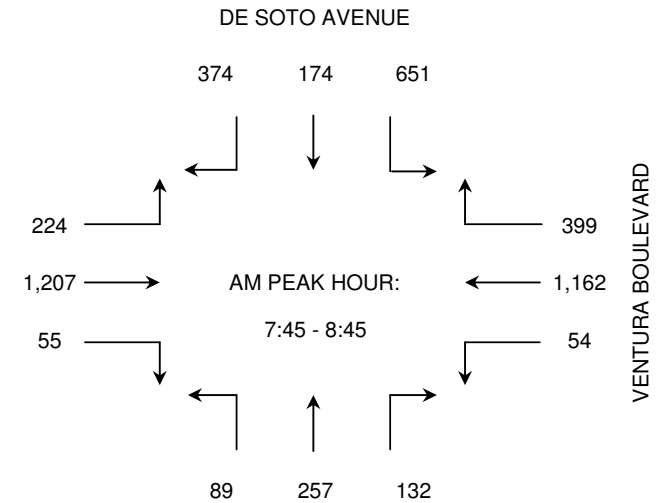 DE SOTO AVENUE
374 174 651
224
399
1,207
AM PEAK HOUR:
1,162
7:45 - 8:45
55
54
VENTURA BOULEVARD
89 257 132